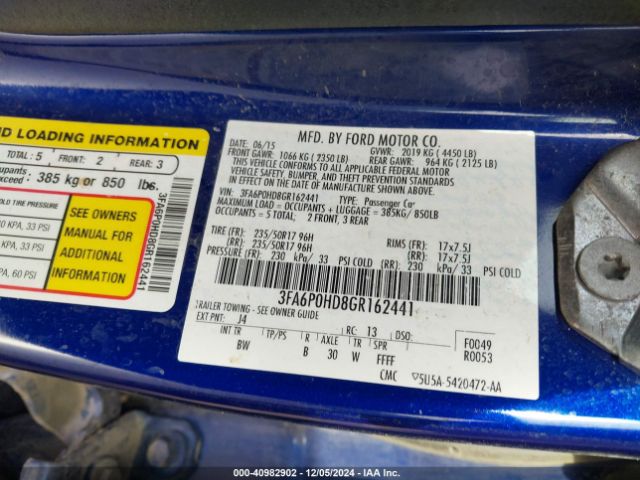 ND LOADING INFORMATION
TOTAL: 5 FRONT: 2 REAR: 3
exceed: 385 kg or 850 lbs.
COLD TIRE PRESSURE
KPA, 33 PSI
KPA, 33 PSI
KPA, 60 PSI
SEE OWNERS
MANUAL FOR
ADDITIONAL
INFORMATION
3FA6P0HD8GR162441
MFD. BY FORD MOTOR CO.
DATE: 06/15 GVWR: 2019 KG ( 4450 LB)
FRONT GAWR: 1066 KG ( 2350 LB) REAR GAWR: 964 KG ( 2125 LB)
THIS VEHICLE CONFORMS TO ALL APPLICABLE FEDERAL MOTOR
VEHICLE SAFETY, BUMPER, AND THEFT PREVENTION STANDARDS
IN EFFECT ON THE DATE OF MANUFACTURE SHOWN ABOVE.
VIN: 3FA6P0HD8GR162441 TYPE: Passenger Car
MAXIMUM LOAD = OCCUPANTS + LUGGAGE = 385KG/ 850LB
OCCUPANTS = 5 TOTAL: 2 FRONT, 3 REAR
TIRE (FR): 235/50R17 96H RIMS (FR): 17x7.5J
(RR): 235/50R17 96H (RR): 17x7.5J
PRESSURE (FR): 230 kPa/ 33 PSI COLD (RR): 230 kPa/ 33 PSI COLD
3FA6P0HD8GR162441
TRAILER TOWING - SEE OWNER GUIDE
EXT PNT: J4 RC: 13 DSO: F0049
INT TR TP/PS R AXLE TR SPR R0053
BW B 30 W FFFF
CMC 5U5A-5420472-AA
COPART: 40982902 | 12/05/2024 | IAA Inc.